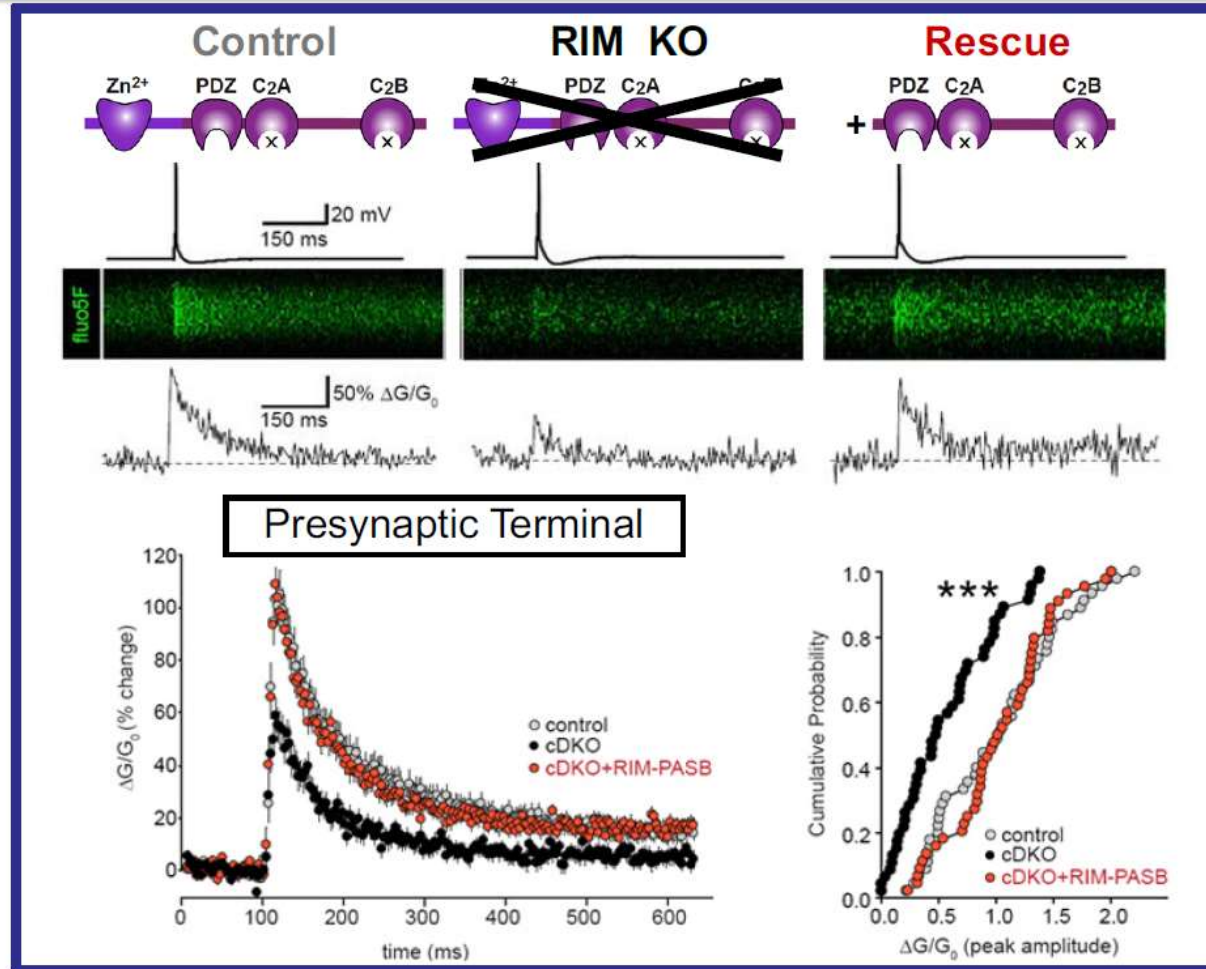 Control
RIM KO
Rescue
Zn²⁺ PDZ C₂A C₂B
PDZ C₂A
+ PDZ C₂A C₂B
x x
x x
x x
20 mV
150 ms
fluo5F
50% ΔG/G₀
150 ms
Presynaptic Terminal
ΔG/G₀ (% change)
120
100
80
60
40
20
0
control
cDKO
cDKO+RIM-PASB
0 100 200 300 400 500 600
time (ms)
Cumulative Probability
1.0
0.8
0.6
0.4
0.2
0.0
***
control
cDKO
cDKO+RIM-PASB
0.0 0.5 1.0 1.5 2.0
ΔG/G₀ (peak amplitude)